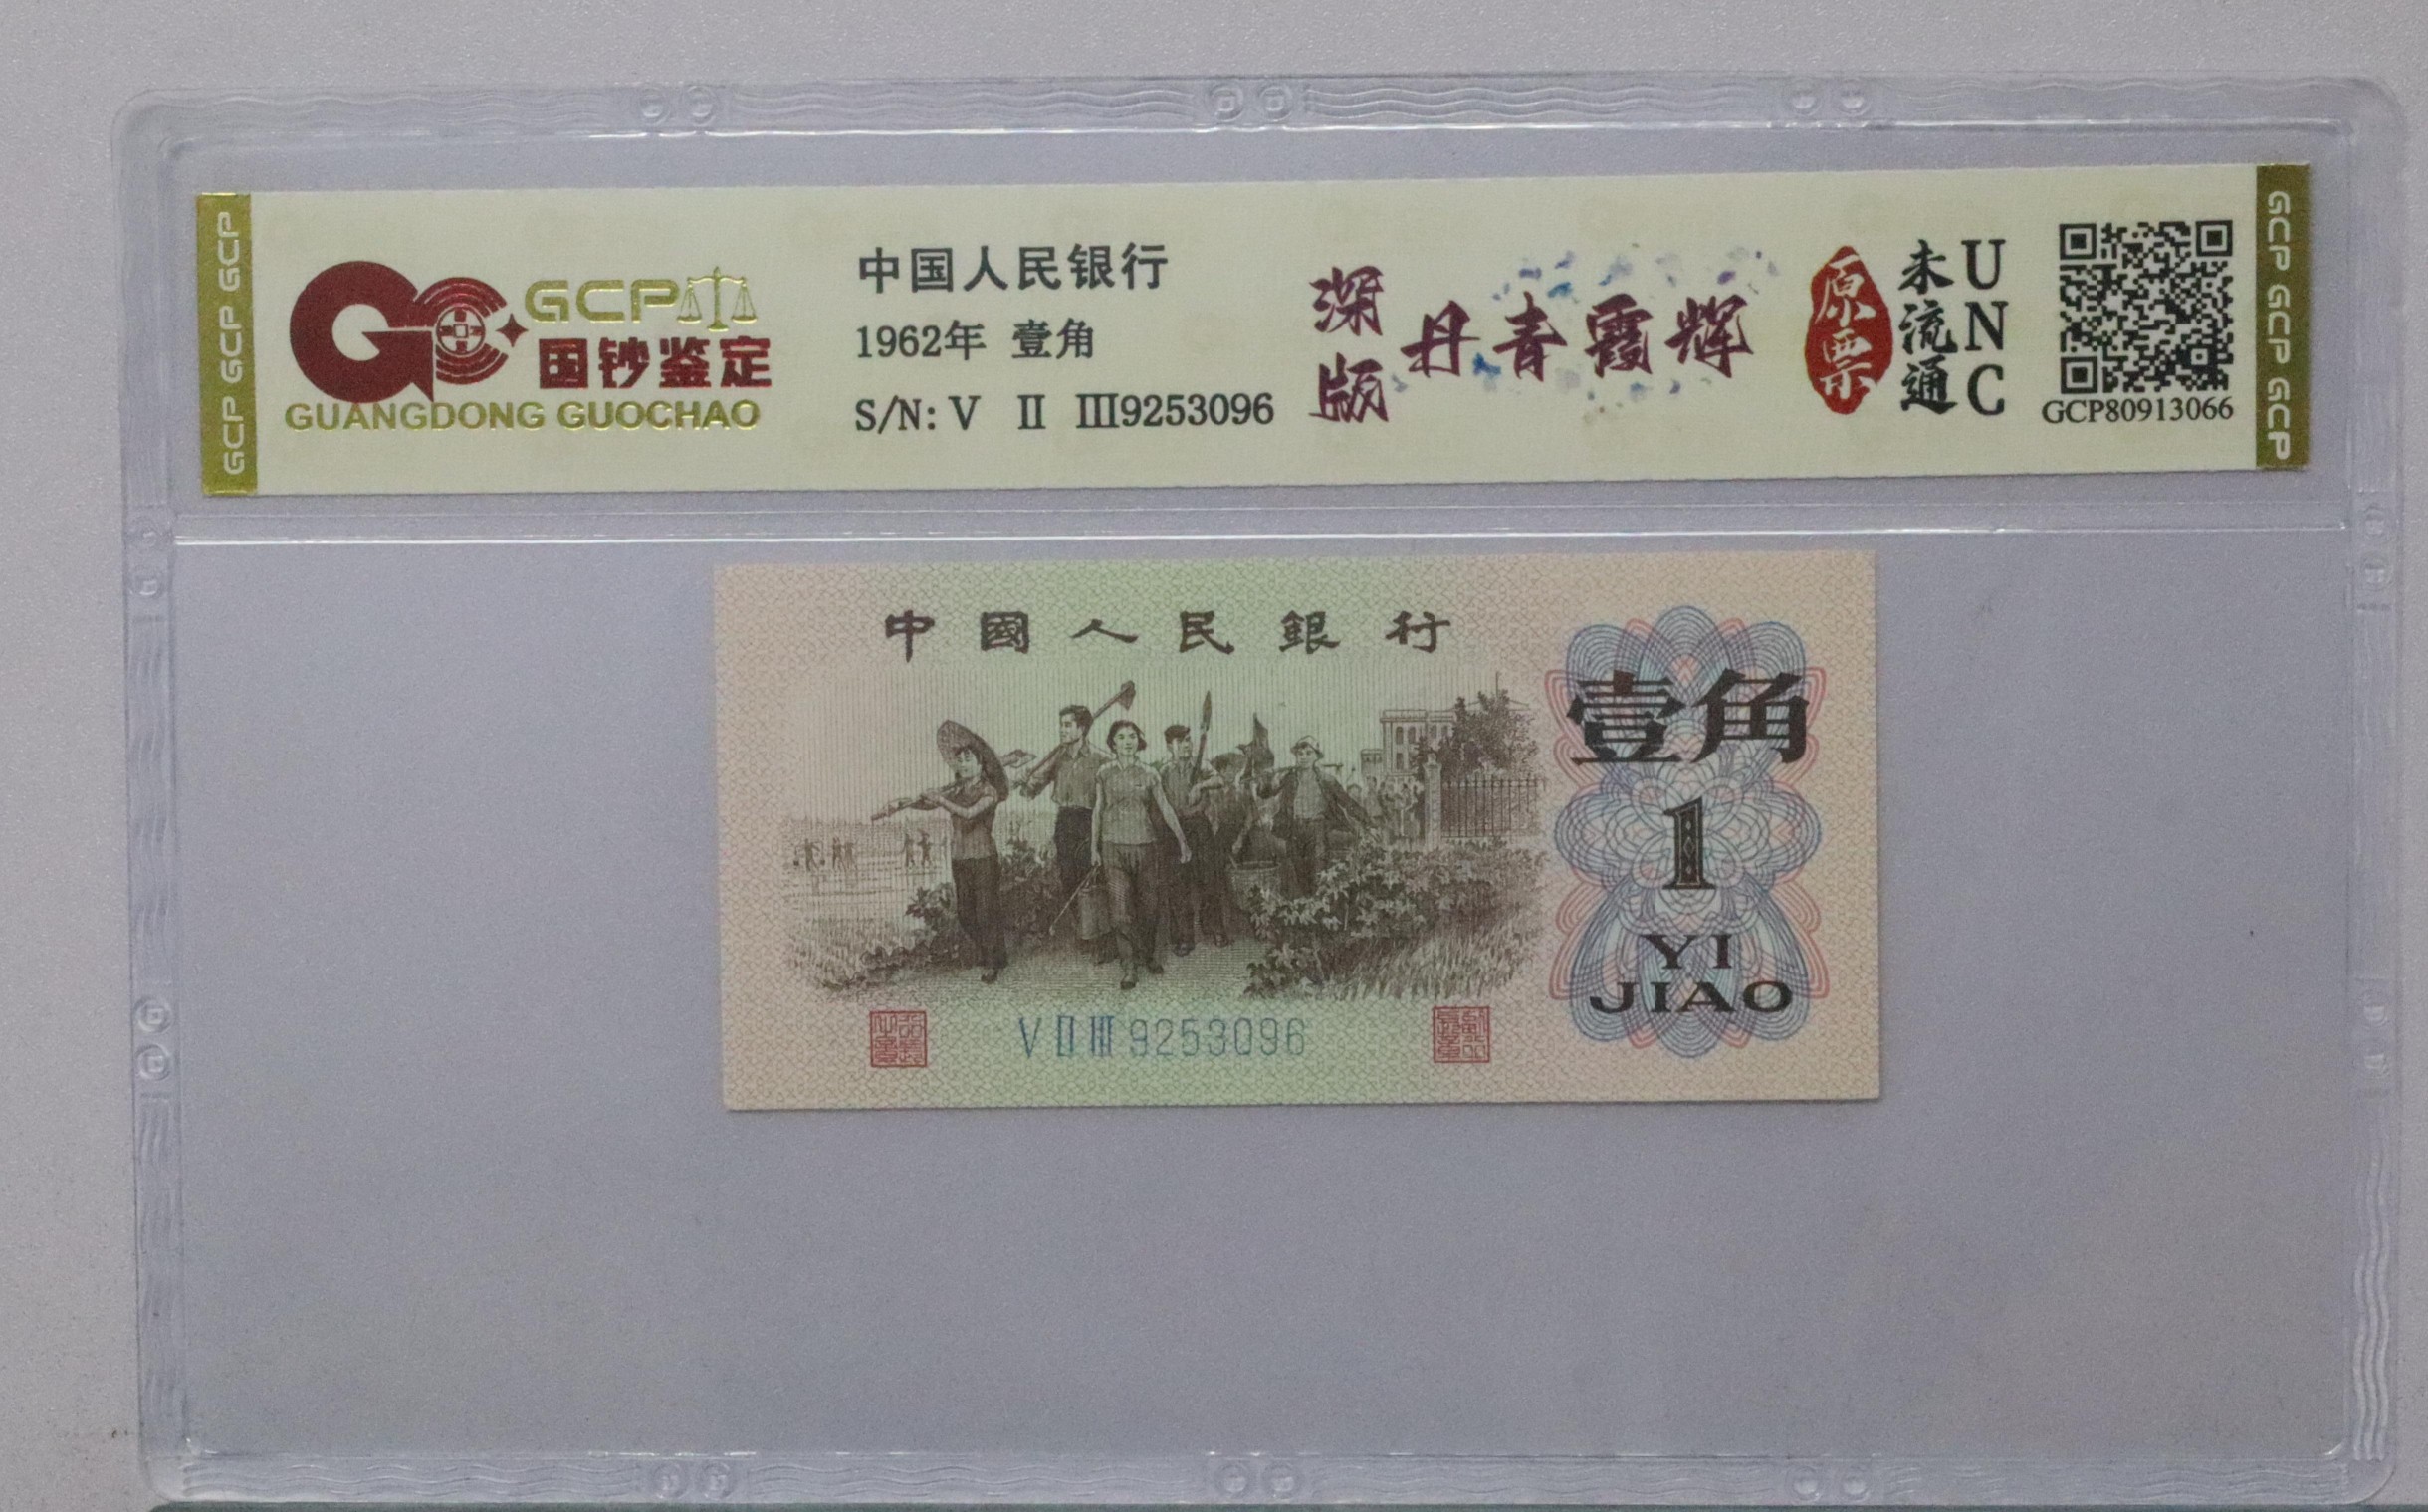 GCP GCP GCP
GCP
国钞鉴定
GUANGDONG GUOCHAO
中国人民银行
1962年 壹角
S/N: V II III9253096
深版
丹青霞辉
原票
未流通
UNC
GCP80913066
GCP GCP GCP
中國人民銀行
壹角
1
YI
JIAO
V II III 9253096